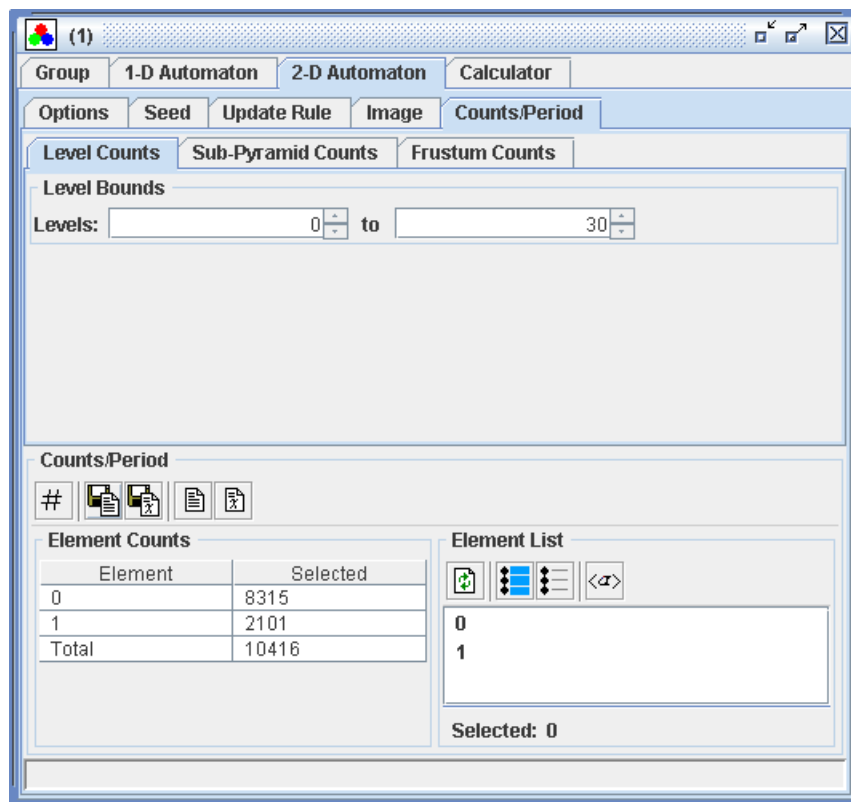 (1)
Group 1-D Automaton 2-D Automaton Calculator
Options Seed Update Rule Image Counts/Period
Level Counts Sub-Pyramid Counts Frustum Counts
Level Bounds
Levels: 0 to 30
Counts/Period
#
Element Counts Element List
Element Selected
<α>
0 8315
1 2101
Total 10416
0
1
Selected: 0